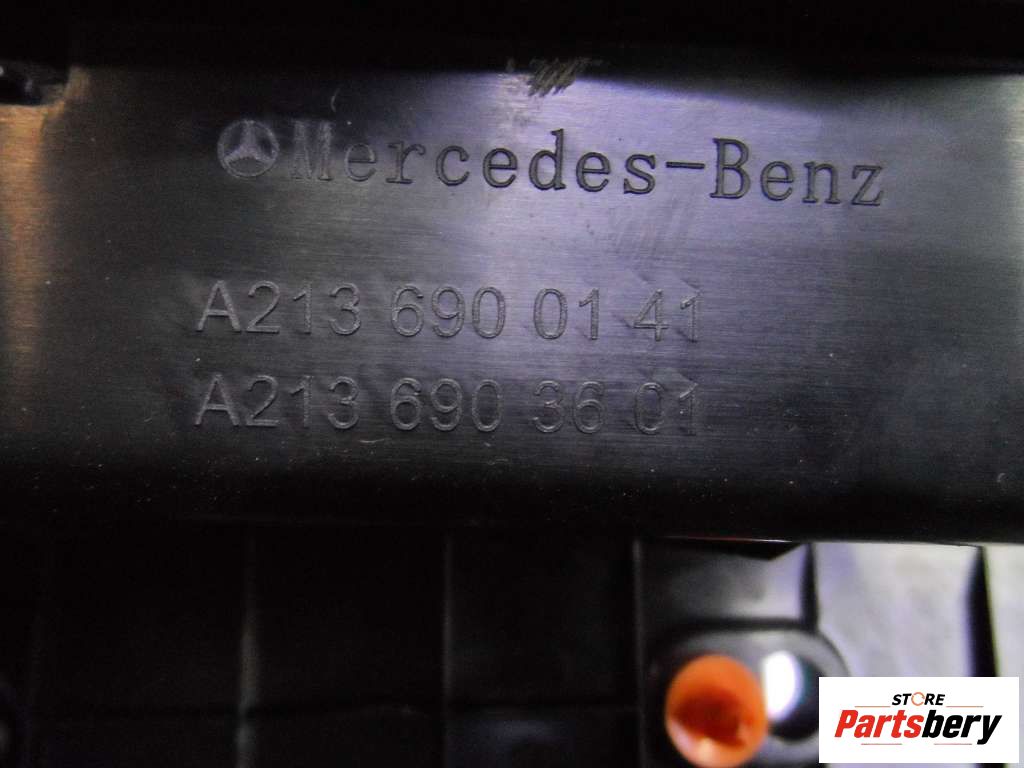 Mercedes-Benz
A213 690 01 41
A213 690 36 01
STORE
Partsbery